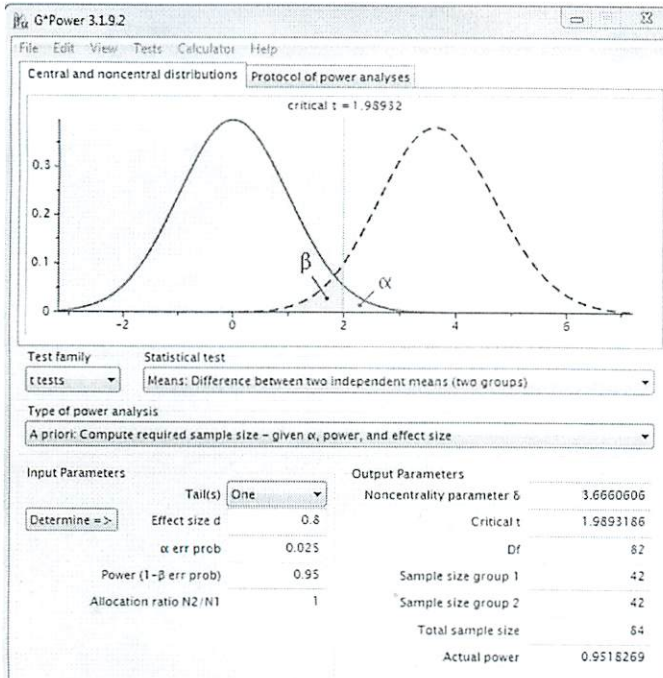 G*Power 3.1.9.2
File Edit View Tests Calculator Help
Central and noncentral distributions Protocol of power analyses
critical t = 1.98932
0.3
0.2
0.1
0
β
α
-2 0 2 4 6
Test family Statistical test
t tests Means: Difference between two independent means (two groups)
Type of power analysis
A priori: Compute required sample size – given α, power, and effect size
Input Parameters Output Parameters
Tail(s) One Noncentrality parameter δ 3.6660606
Determine => Effect size d 0.8 Critical t 1.9893186
α err prob 0.025 Df 82
Power (1-β err prob) 0.95 Sample size group 1 42
Allocation ratio N2/N1 1 Sample size group 2 42
Total sample size 84
Actual power 0.9518269